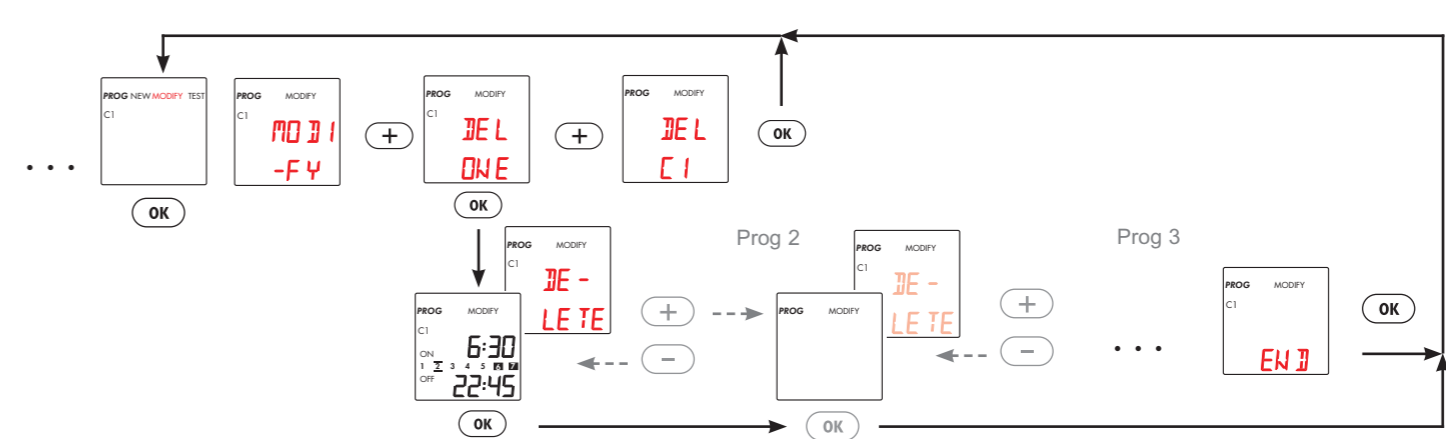 PROG NEW MODIFY TEST
C1
OK
PROG MODIFY
C1
MODI
-FY
+
PROG MODIFY
C1
DEL
ONE
OK
+
PROG MODIFY
DEL
C1
OK
. . .
PROG MODIFY
C1
DE -
LETE
PROG MODIFY
C1
ON 6:30
1 2 3 4 5 6 7
OFF 22:45
OK
+
-
Prog 2
PROG MODIFY
C1
DE -
LETE
PROG MODIFY
OK
+
-
Prog 3
. . .
PROG MODIFY
C1
END
OK